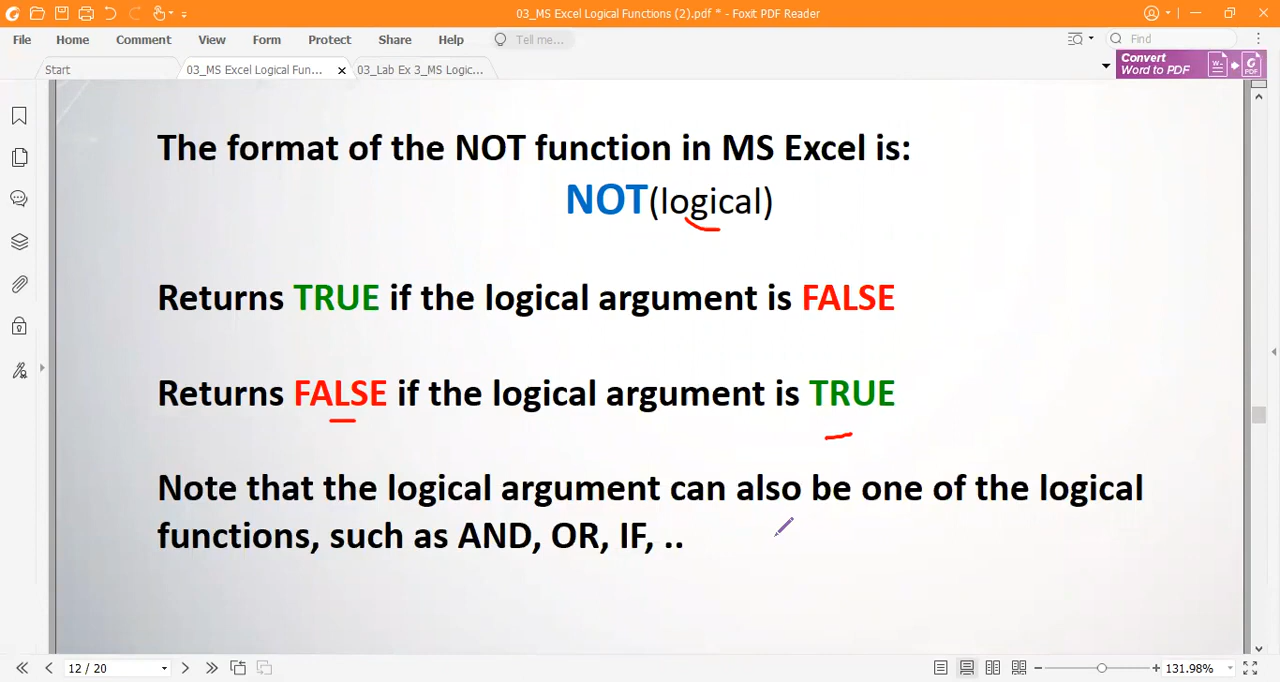 03_MS Excel Logical Functions (2).pdf * - Foxit PDF Reader
File Home Comment View Form Protect Share Help Tell me... Find
Start 03_MS Excel Logical Fun... 03_Lab Ex 3_MS Logic...
Convert
Word to PDF
The format of the NOT function in MS Excel is:
NOT(logical)
Returns TRUE if the logical argument is FALSE
Returns FALSE if the logical argument is TRUE
Note that the logical argument can also be one of the logical
functions, such as AND, OR, IF, ..
12 / 20 131.98%